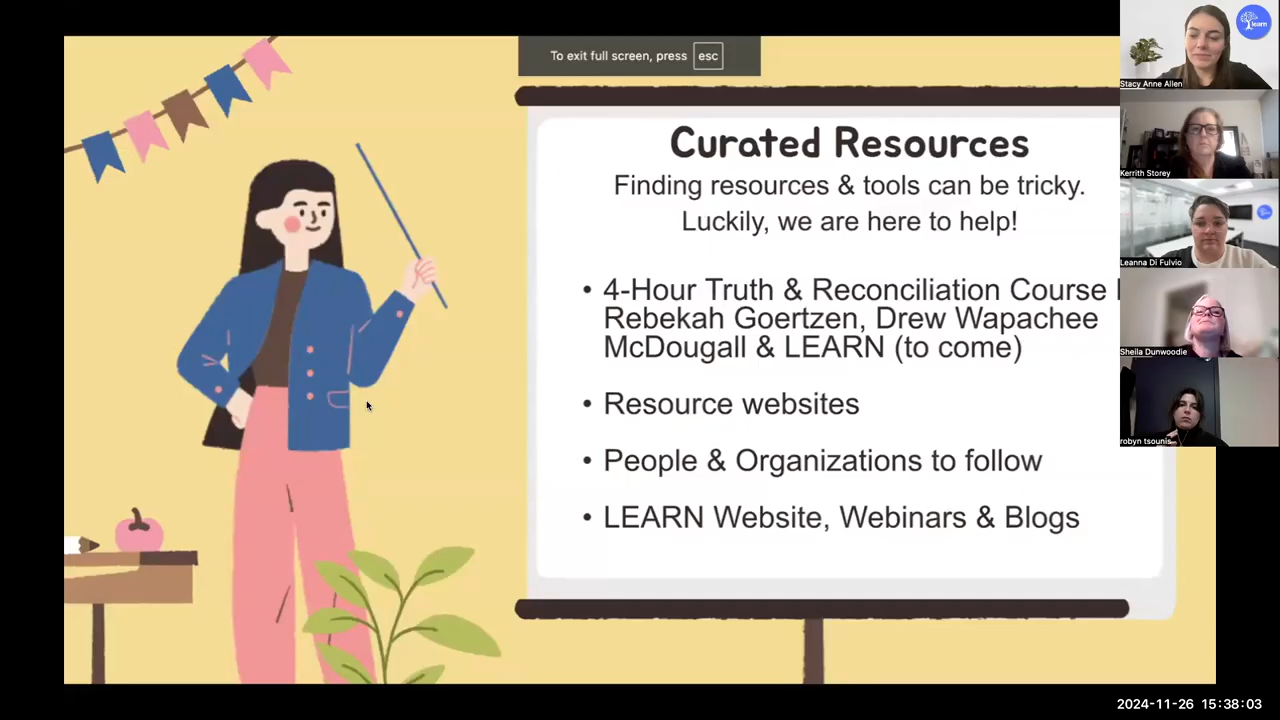 To exit full screen, press esc
learn
Stacy Anne Allen
Kerrith Storey
Leanna Di Fulvio
Sheila Dunwoodie
robyn tsounis
Curated Resources
Finding resources & tools can be tricky.
Luckily, we are here to help!
• 4-Hour Truth & Reconciliation Course
Rebekah Goertzen, Drew Wapachee
McDougall & LEARN (to come)
• Resource websites
• People & Organizations to follow
• LEARN Website, Webinars & Blogs
2024-11-26 15:38:03